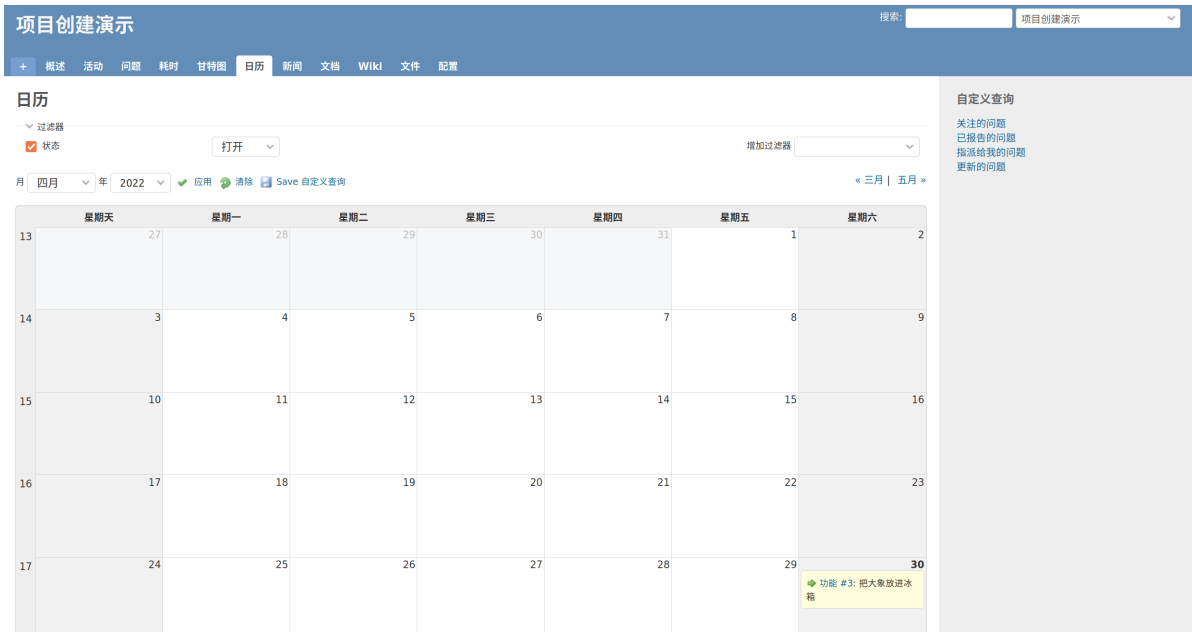 项目创建演示
搜索: 项目创建演示
+ 概述 活动 问题 耗时 甘特图 日历 新闻 文档 Wiki 文件 配置
日历
过滤器
状态 打开 增加过滤器
月 四月 年 2022 应用 清除 Save 自定义查询 « 三月 | 五月 »
星期天 星期一 星期二 星期三 星期四 星期五 星期六
13 27 28 29 30 31 1 2
14 3 4 5 6 7 8 9
15 10 11 12 13 14 15 16
16 17 18 19 20 21 22 23
17 24 25 26 27 28 29 30
功能 #3: 把大象放进冰
箱
自定义查询
关注的问题
已报告的问题
指派给我的问题
更新的问题